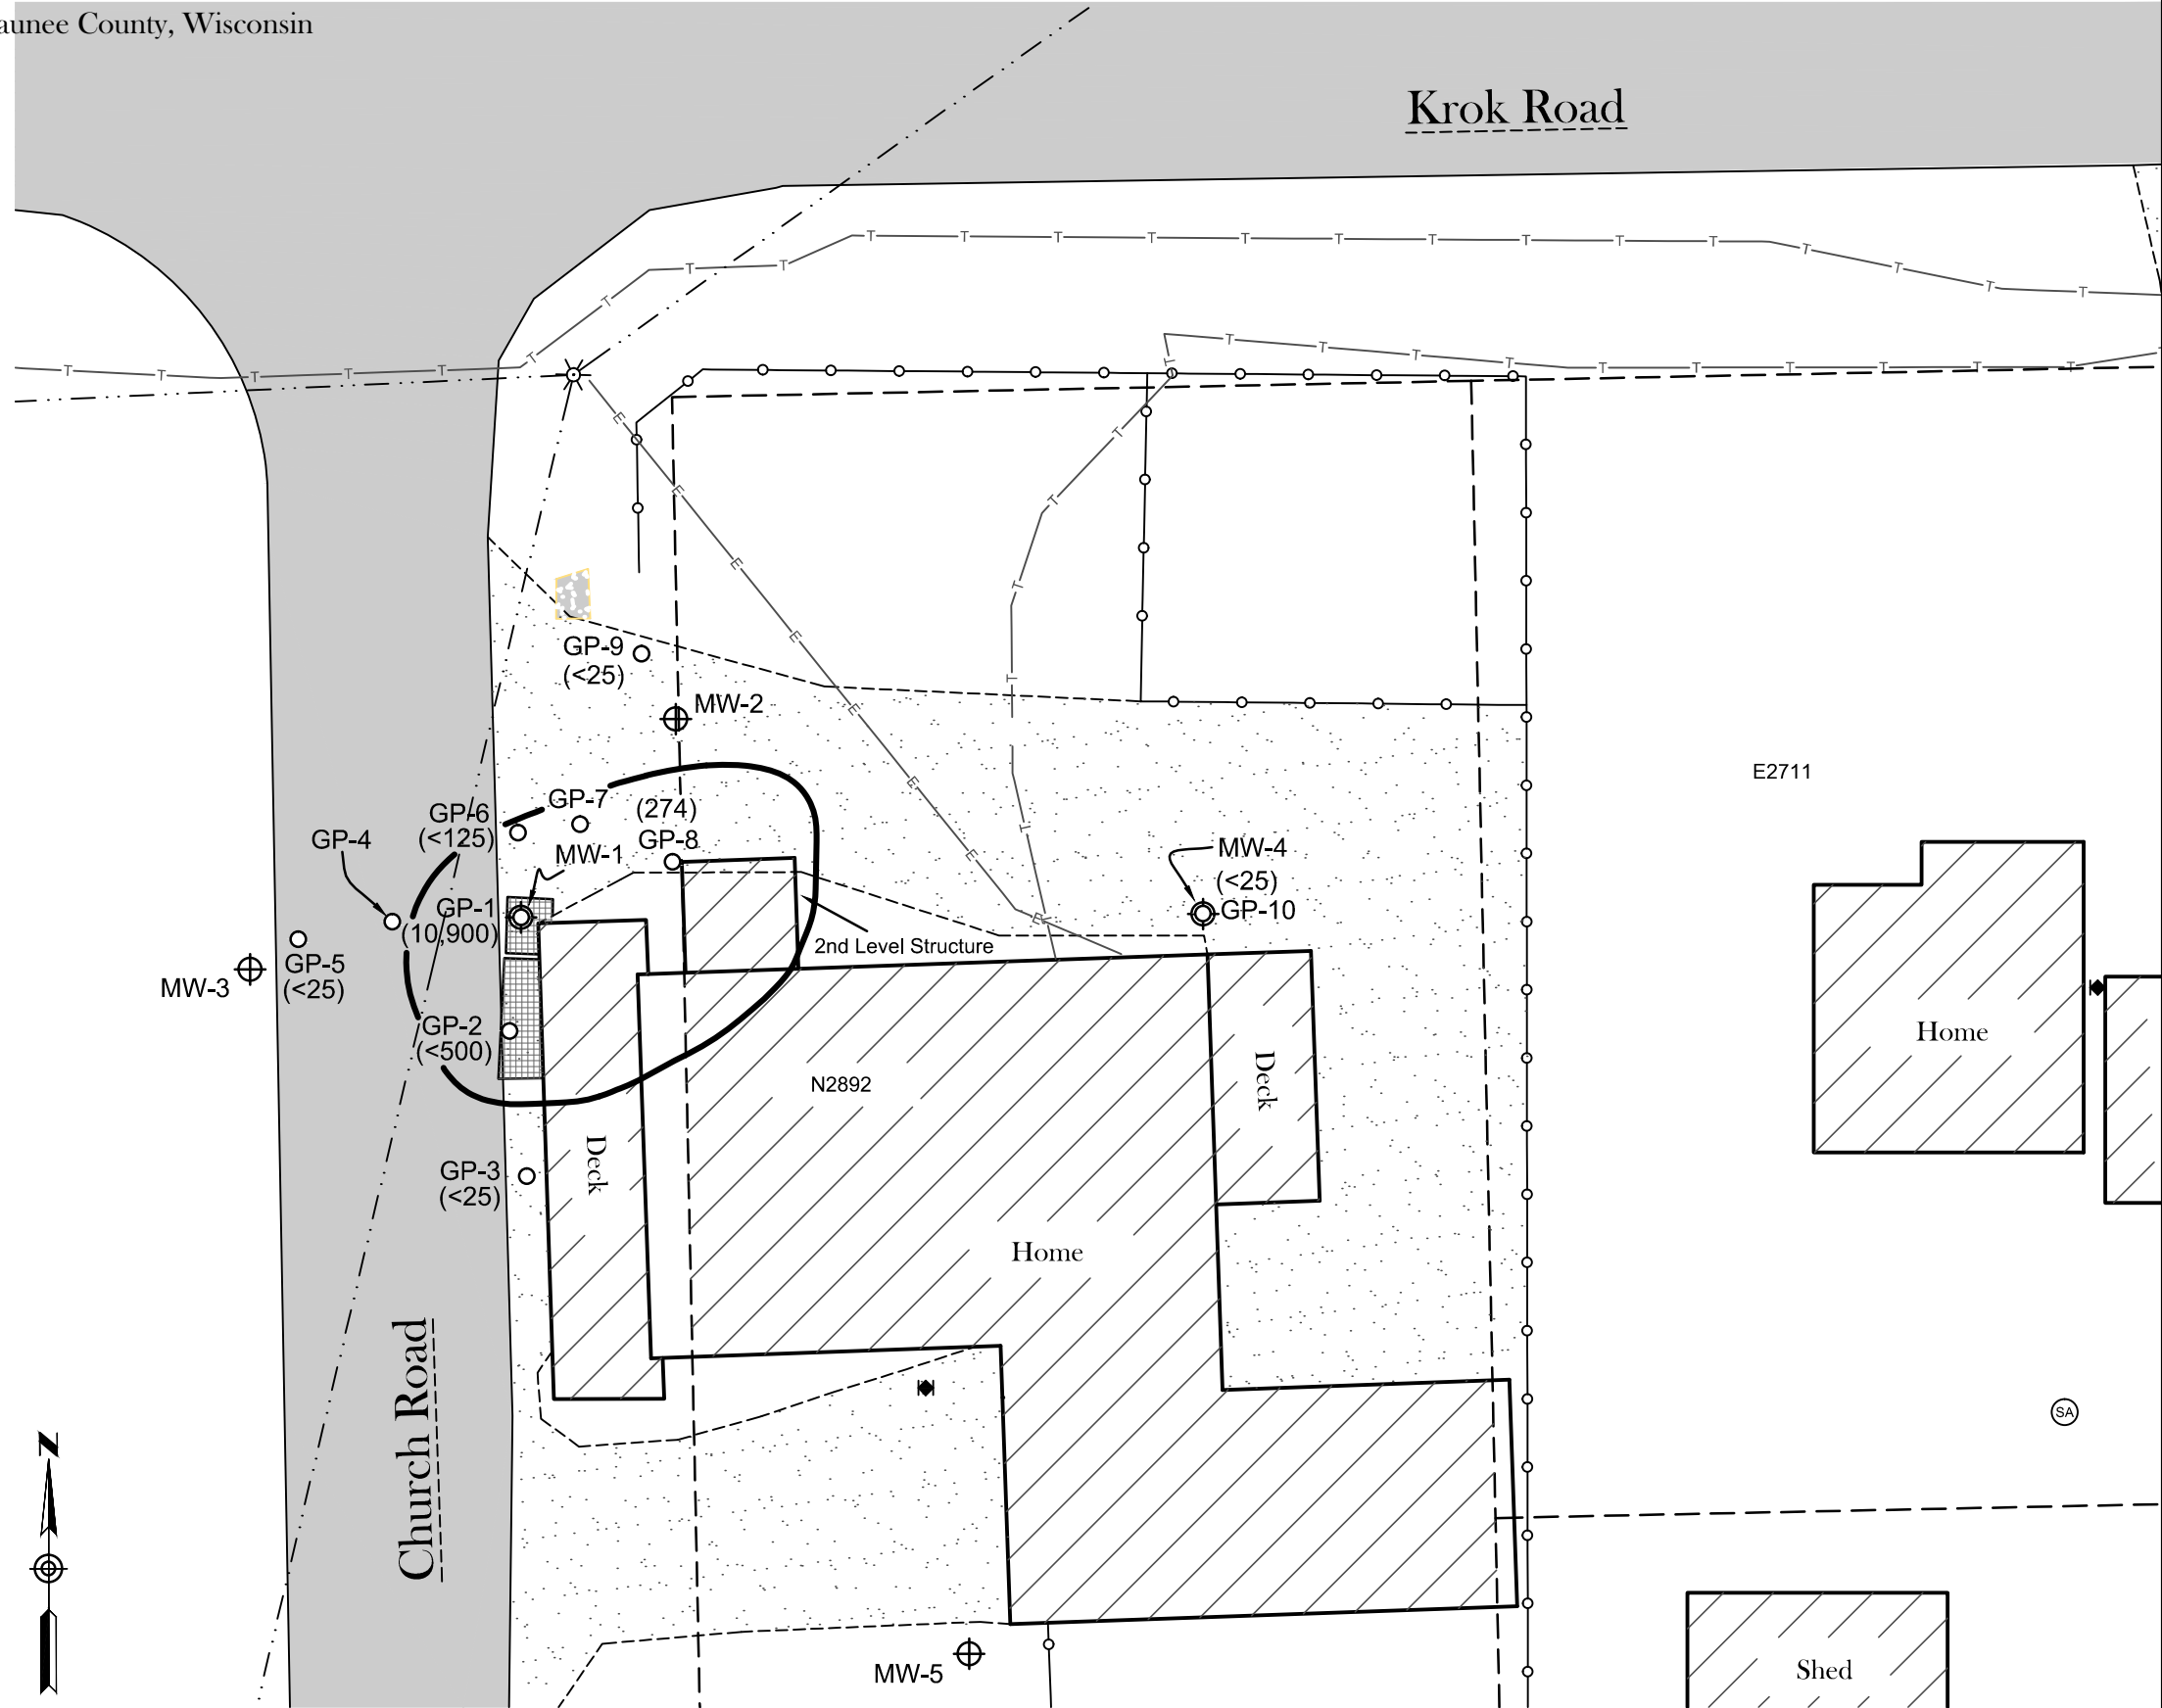 aunee County, Wisconsin
Krok Road
GP-9
(<25)
MW-2
E2711
GP-7
(274)
GP-6
(<125)
GP-8
GP-4
MW-1
MW-4
(<25)
GP-10
GP-1
(10,900)
2nd Level Structure
GP-5
(<25)
MW-3
GP-2
(<500)
Home
N2892
Deck
Deck
GP-3
(<25)
Home
Church Road
SA
N
MW-5
Shed
T T T T T T T T T T T T T T
T T T T T T
T T T T T T T T T T
T T T T T T
E E E E E E E E